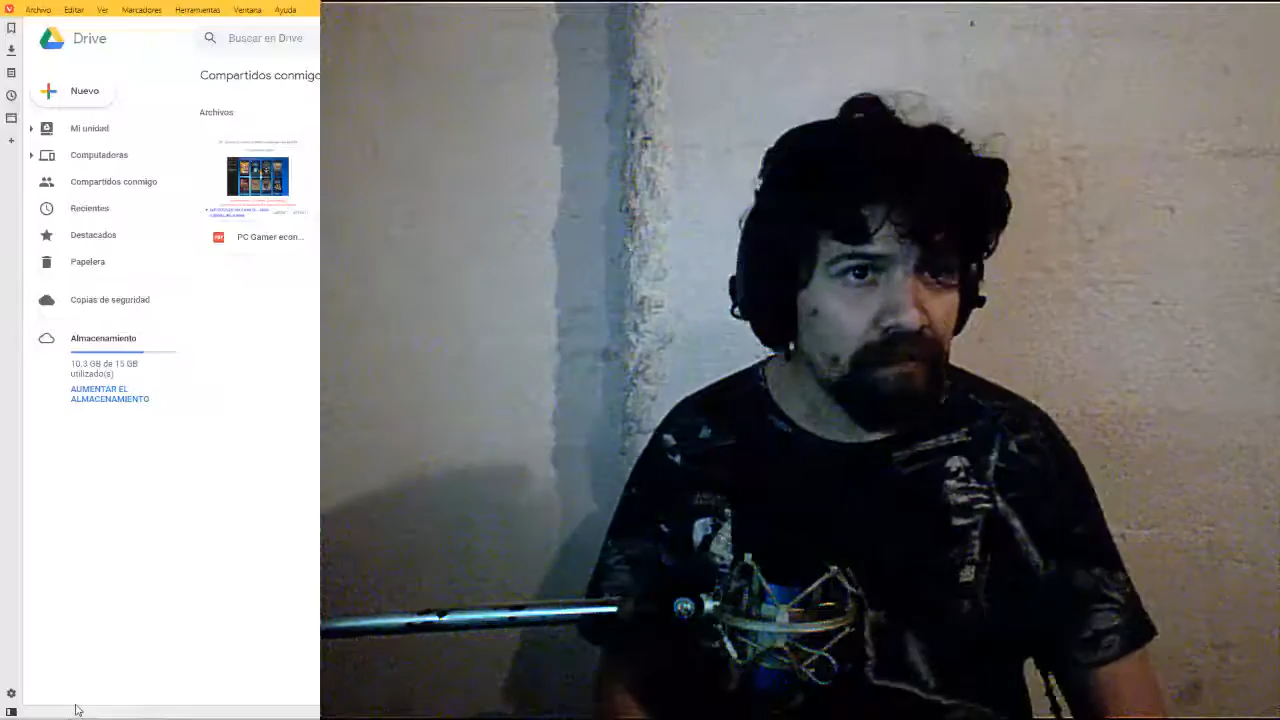 Archivo Editar Ver Marcadores Herramientas Ventana Ayuda
Drive
Buscar en Drive
Nuevo
Compartidos conmigo
Archivos
Mi unidad
Computadoras
Compartidos conmigo
Recientes
Destacados
Papelera
PC Gamer econ...
Copias de seguridad
Almacenamiento
10.3 GB de 15 GB
utilizado(s)
AUMENTAR EL
ALMACENAMIENTO